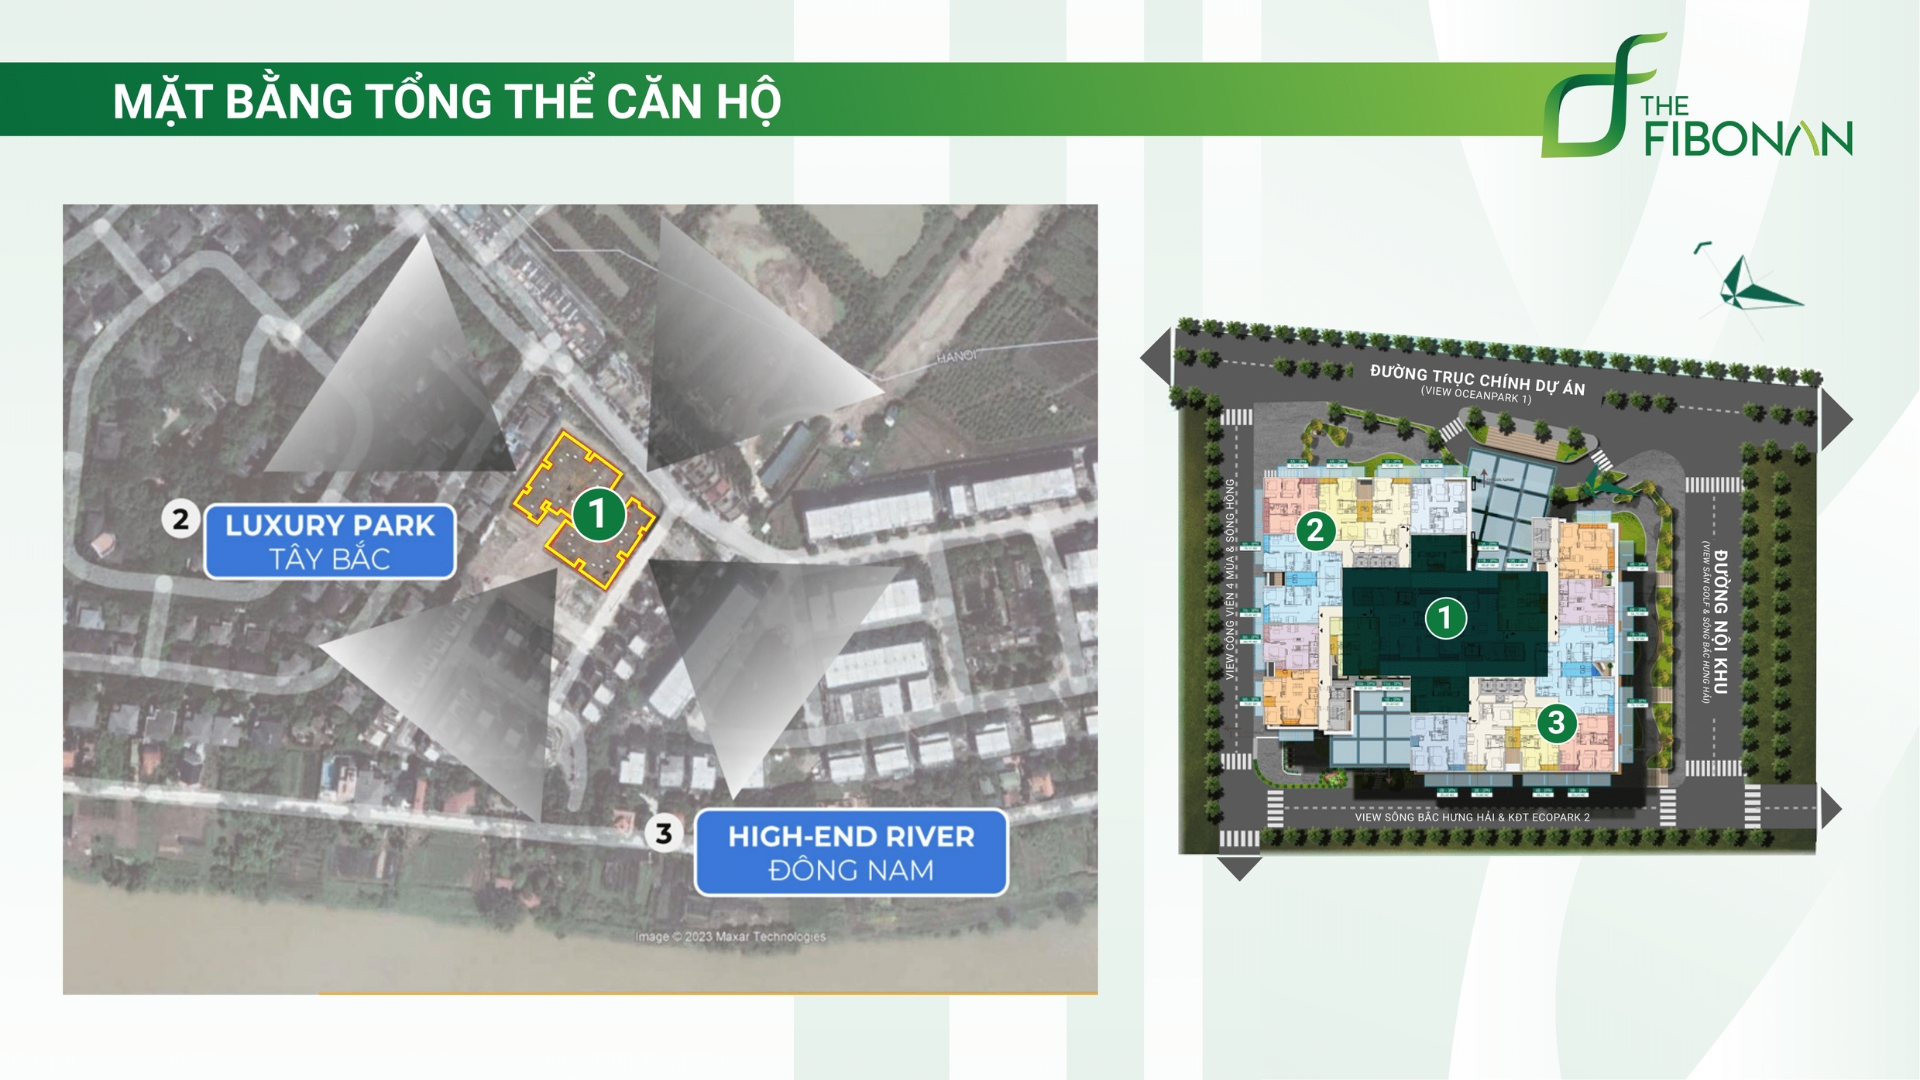 MẶT BẰNG TỔNG THỂ CĂN HỘ
THE
FIBONAN
HANOI
1
2
LUXURY PARK
TÂY BẮC
3
HIGH-END RIVER
ĐÔNG NAM
Image © 2023 Maxar Technologies
ĐƯỜNG TRỤC CHÍNH DỰ ÁN
(VIEW OCEANPARK 1)
VIEW CÔNG VIÊN 4 MÙA & SÔNG HỒNG
2
1
3
ĐƯỜNG NỘI KHU
(VIEW SÂN GOLF & SÔNG BẮC HƯNG HẢI)
VIEW SÔNG BẮC HƯNG HẢI & KĐT ECOPARK 2